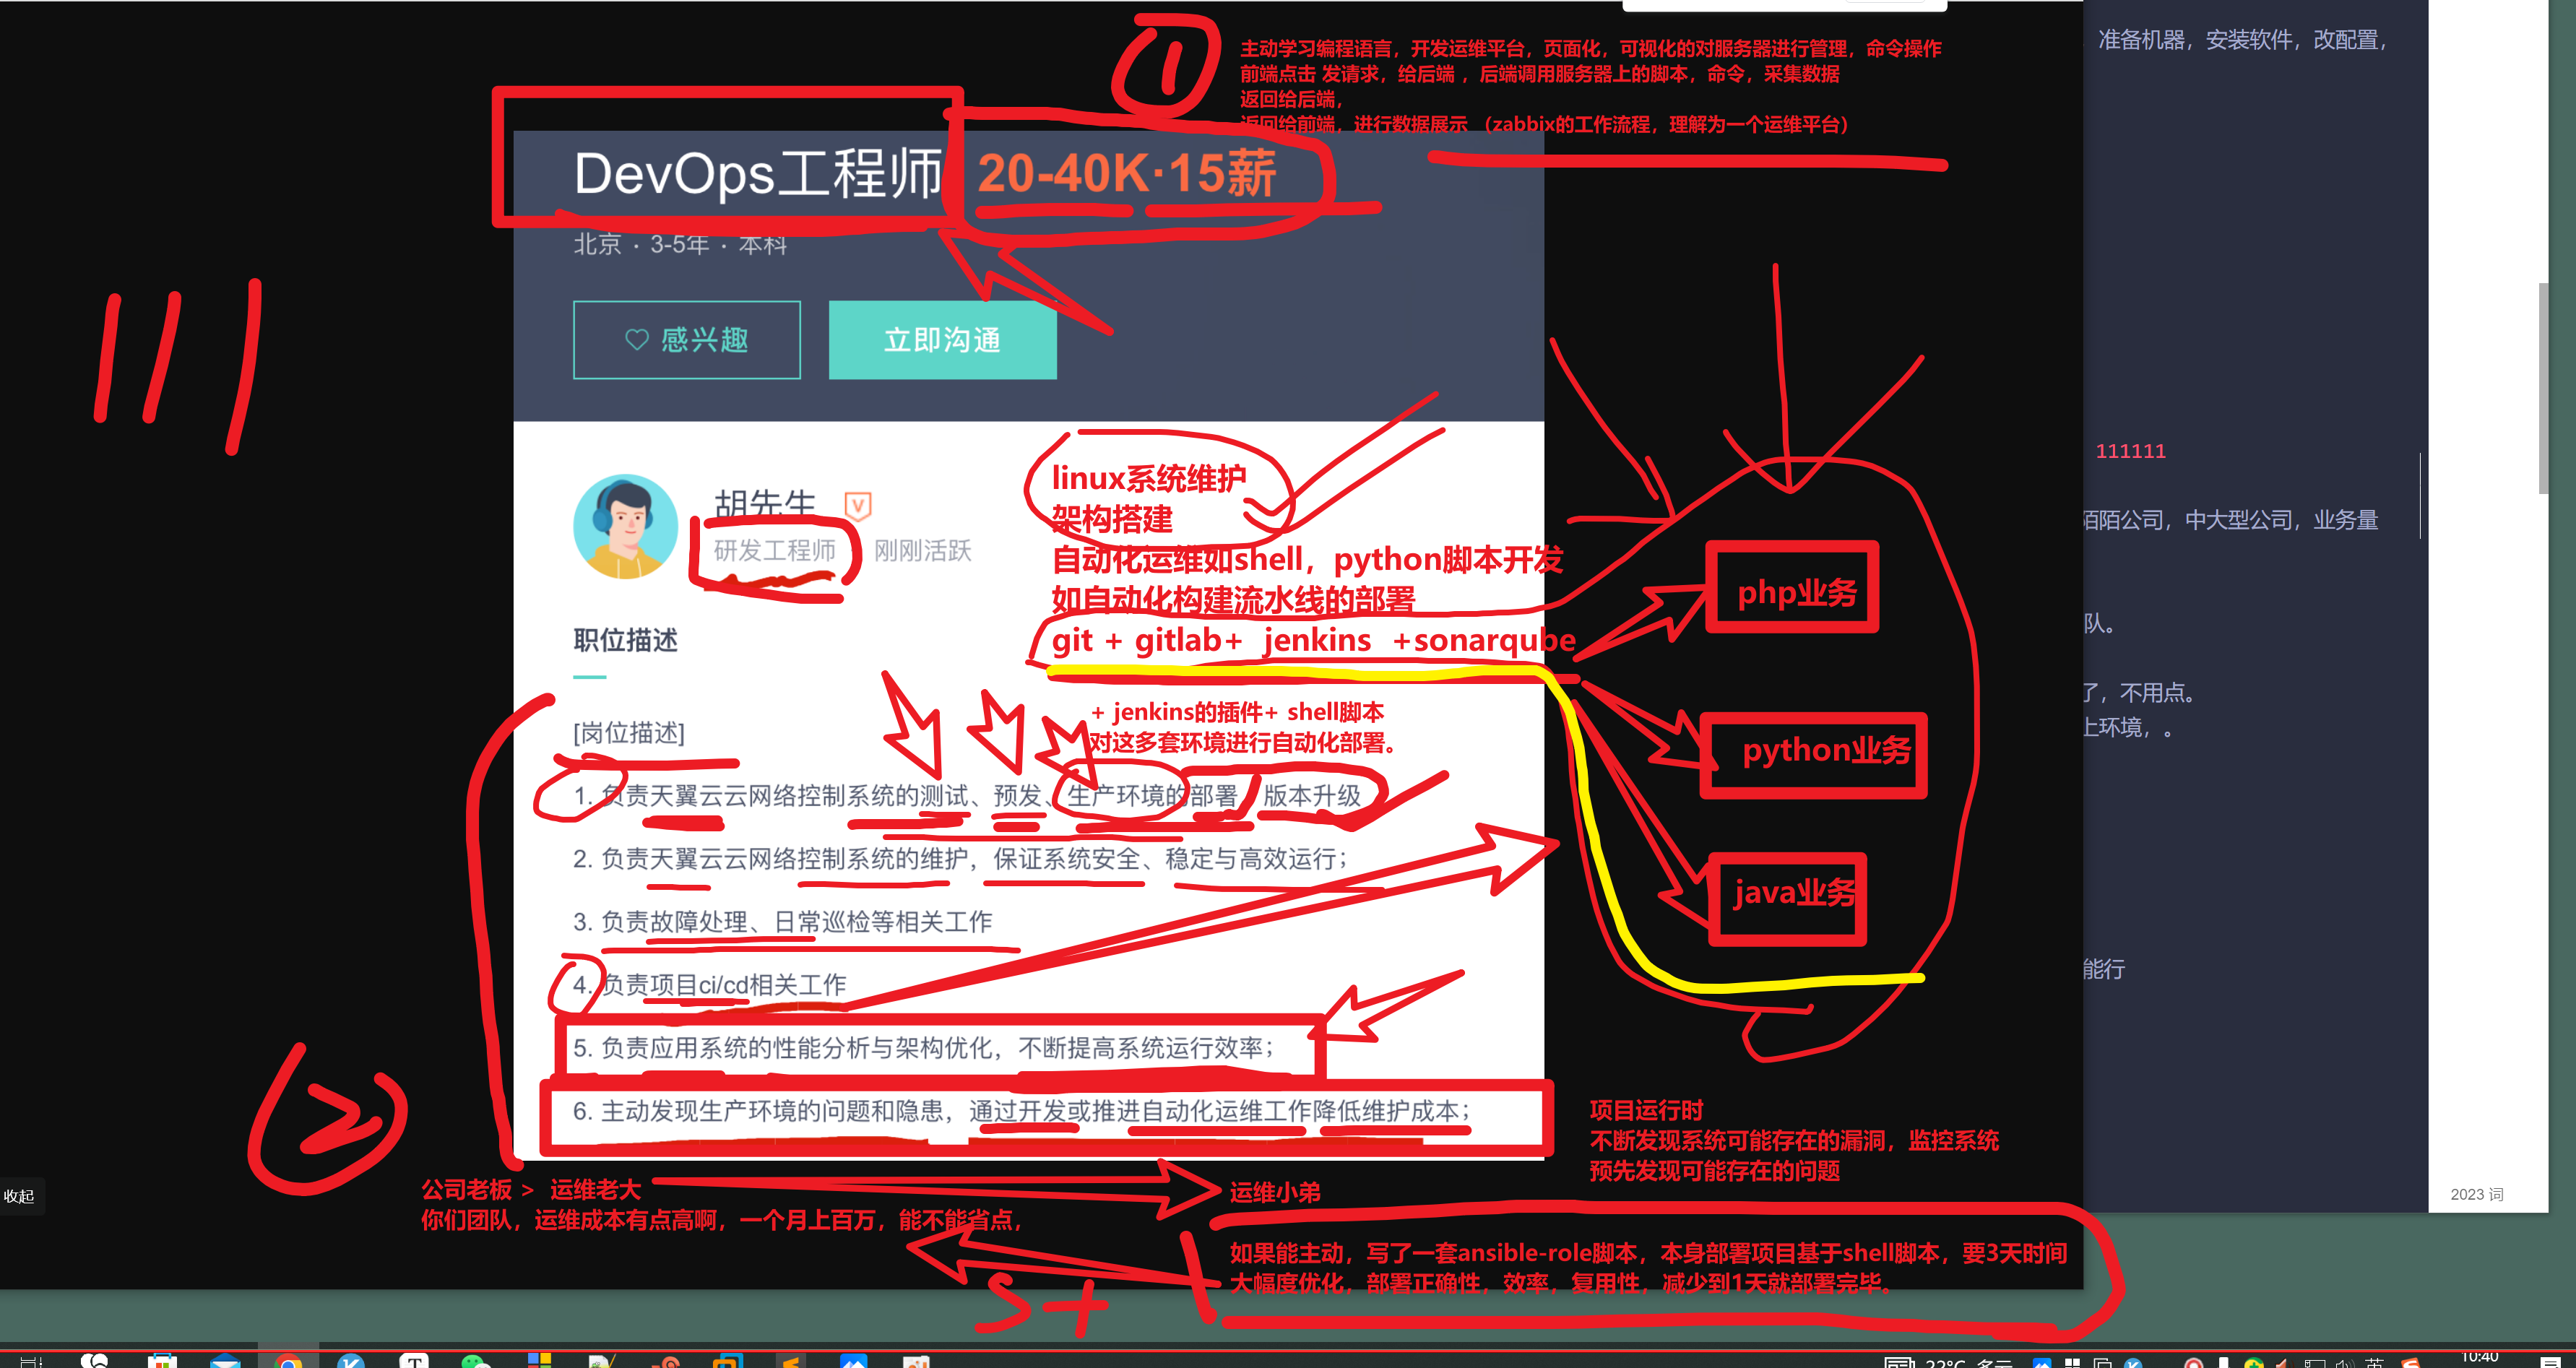 主动学习编程语言，开发运维平台，页面化，可视化的对服务器进行管理，命令操作
前端点击 发请求，给后端 ，后端调用服务器上的脚本，命令，采集数据
返回给后端，
返回给前端，进行数据展示 （zabbix的工作流程，理解为一个运维平台）
①
准备机器，安装软件，改配置，
DevOps工程师 20-40K·15薪
北京 · 3-5年 · 本科
感兴趣
立即沟通
111
胡先生
研发工程师 刚刚活跃
linux系统维护
架构搭建
自动化运维如shell，python脚本开发
如自动化构建流水线的部署
git + gitlab+ jenkins +sonarqube
+ jenkins的插件+ shell脚本
对这多套环境进行自动化部署。
php业务
python业务
java业务
111111
陌陌公司，中大型公司，业务量
队。
了，不用点。
上环境，。
能行
职位描述
[岗位描述]
1. 负责天翼云云网络控制系统的测试、预发、生产环境的部署、版本升级
2. 负责天翼云云网络控制系统的维护，保证系统安全、稳定与高效运行；
3. 负责故障处理、日常巡检等相关工作
4. 负责项目ci/cd相关工作
5. 负责应用系统的性能分析与架构优化，不断提高系统运行效率；
6. 主动发现生产环境的问题和隐患，通过开发或推进自动化运维工作降低维护成本；
②
项目运行时
不断发现系统可能存在的漏洞，监控系统
预先发现可能存在的问题
收起
公司老板 > 运维老大
你们团队，运维成本有点高啊，一个月上百万，能不能省点，
运维小弟
如果能主动，写了一套ansible-role脚本，本身部署项目基于shell脚本，要3天时间
大幅度优化，部署正确性，效率，复用性，减少到1天就部署完毕。
S+
2023 词
22°C 多云
英
10:40